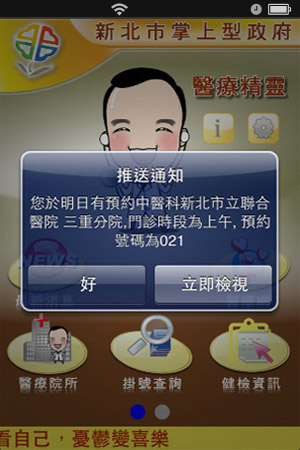 新北市掌上型政府
醫療精靈
推送通知
您於明日有預約中醫科新北市立聯合
醫院 三重分院,門診時段為上午, 預約
號碼為021
好
立即檢視
NEWS
醫療院所
掛號查詢
健檢資訊
看自己，憂鬱變喜樂